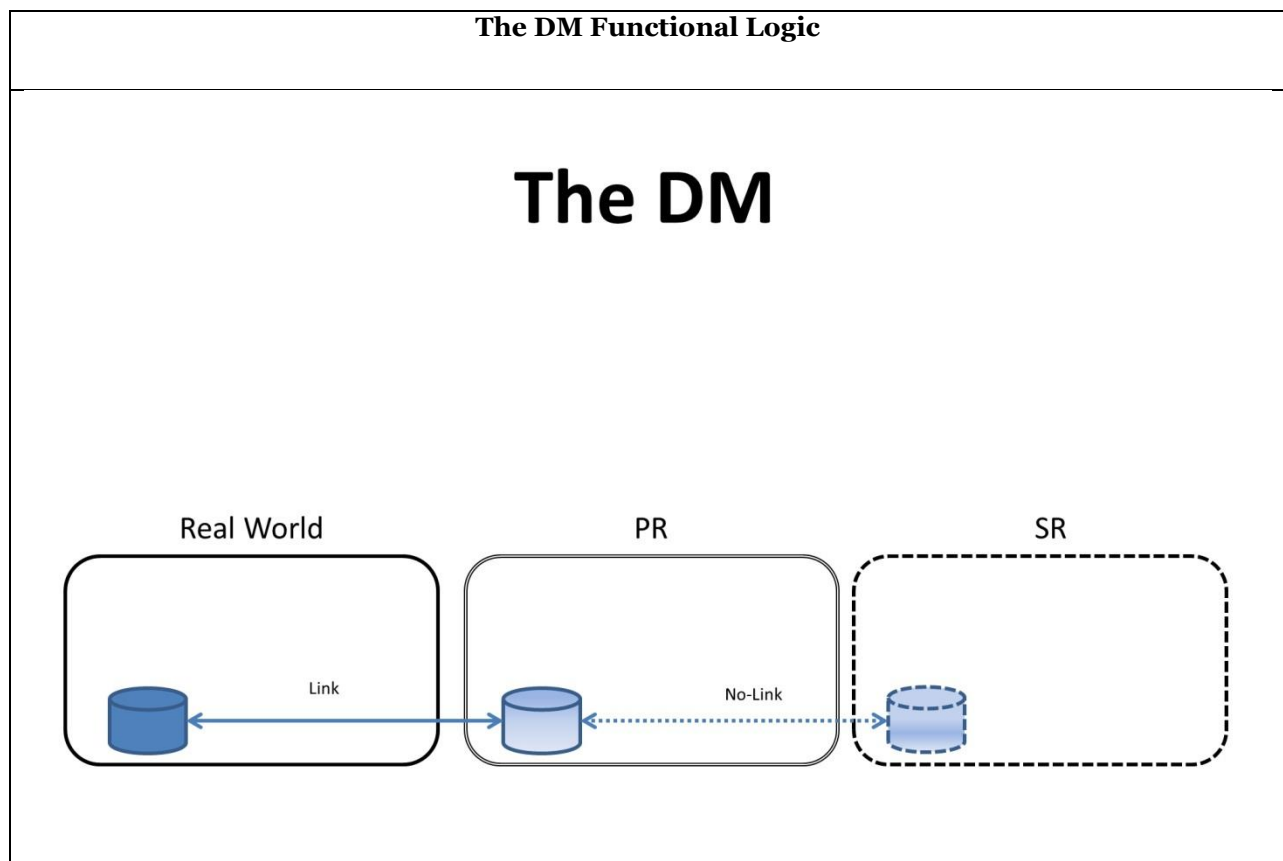 The DM Functional Logic
The DM
Real World
PR
SR
Link
No-Link